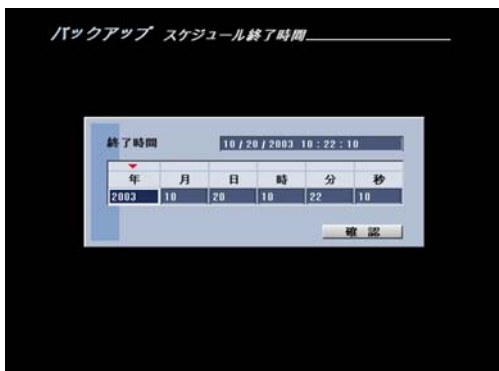 バックアップ スケジュール終了時間
終了時間 10/20/2003 10:22:10
年 月 日 時 分 秒
2003 10 20 10 22 10
確 認